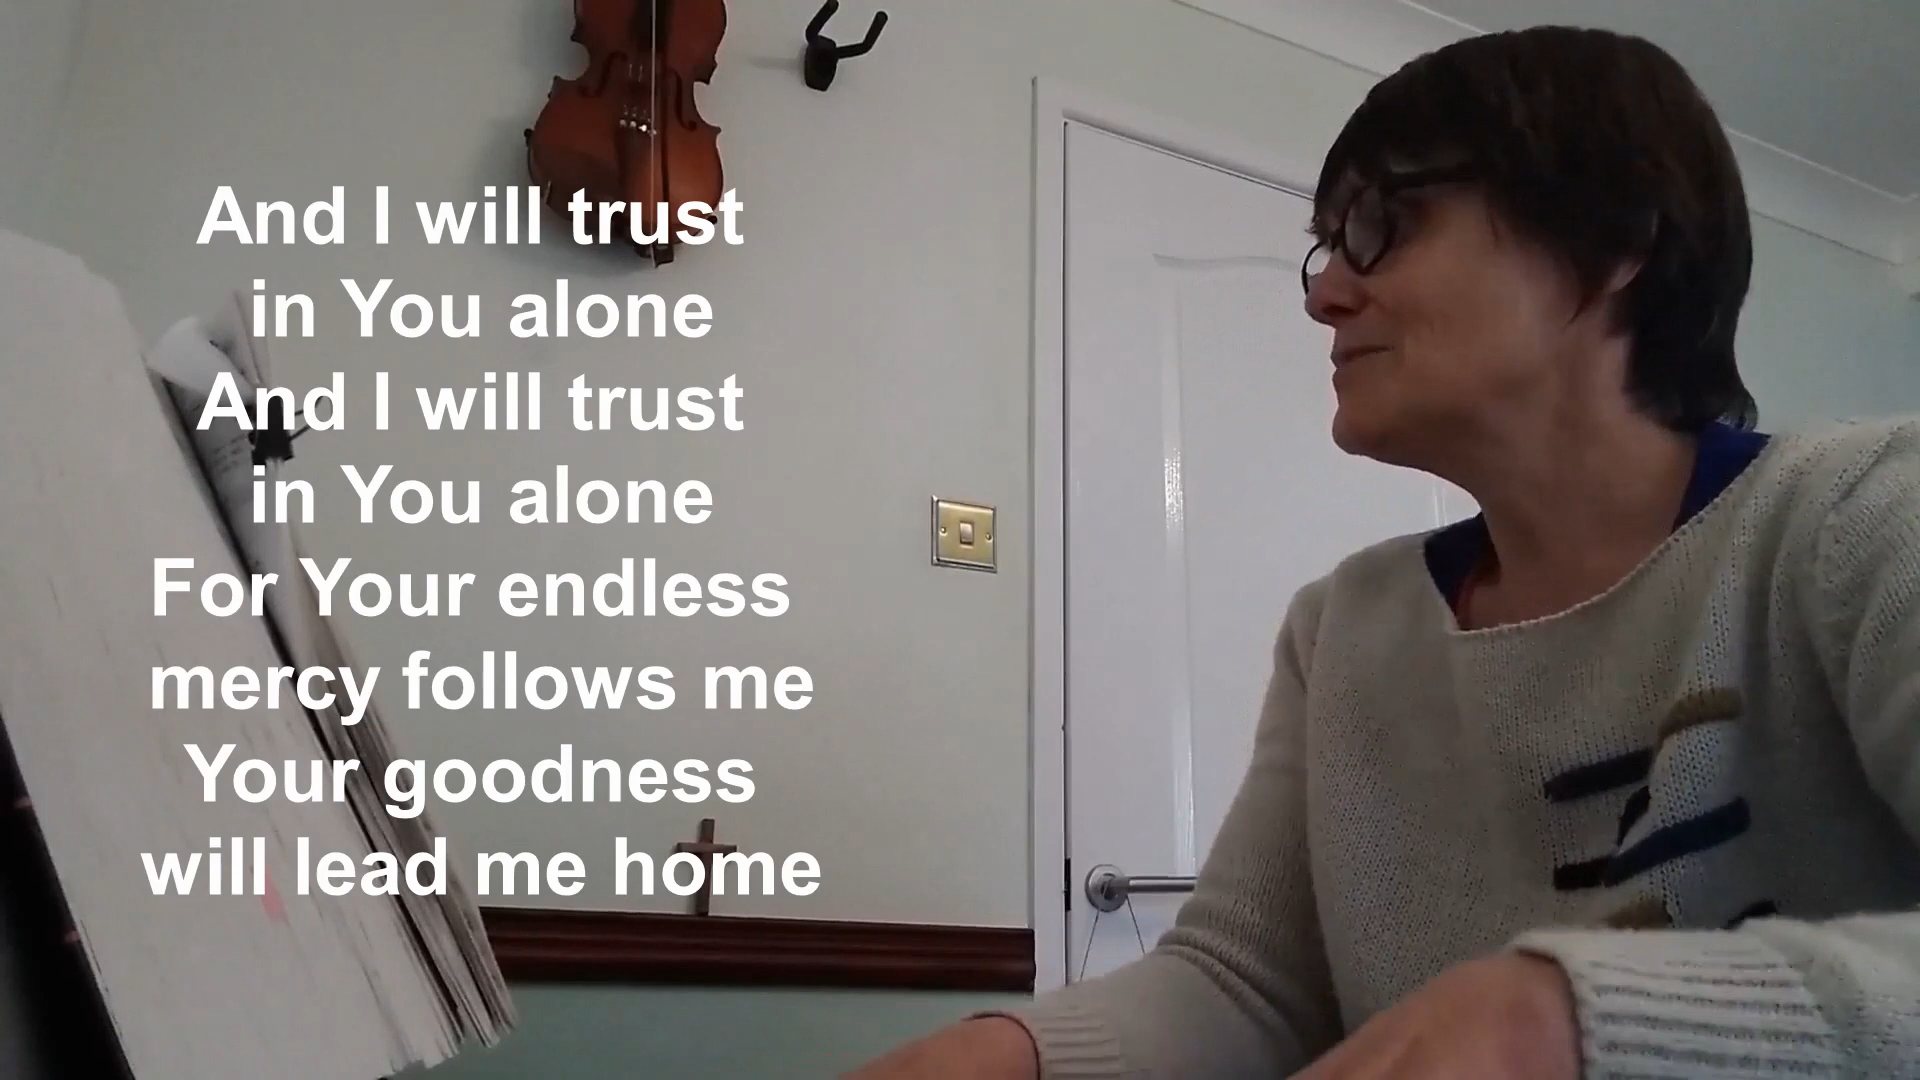 And I will trust
in You alone
And I will trust
in You alone
For Your endless
mercy follows me
Your goodness
will lead me home